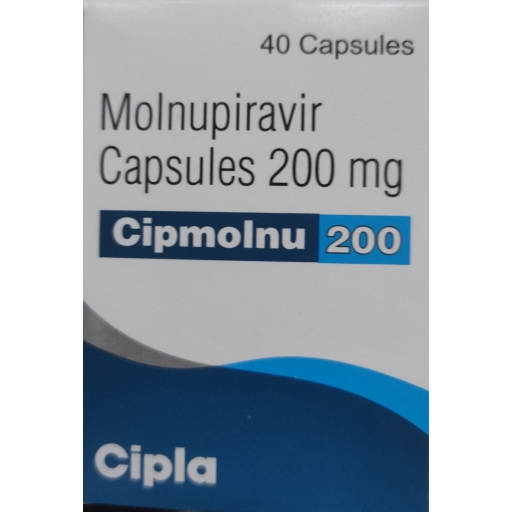 40 Capsules
Molnupiravir
Capsules 200 mg
Cipmolnu 200
Cipla